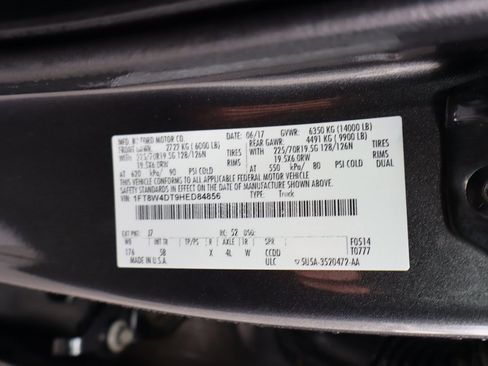 MFD. BY FORD MOTOR CO.
DATE: 06/17 GVWR: 6350 KG (14000 LB)
FRONT GAWR: 2727 KG (6000 LB) REAR GAWR: 4491 KG (9900 LB)
WITH 225/70R19.5G 128/126N TIRES WITH 225/70R19.5G 128/126N TIRES
19.5X6.0RW RIMS 19.5X6.0RW RIMS
AT 620 kPa/ 90 PSI COLD AT 550 kPa/ 80 PSI COLD DUAL
THIS VEHICLE CONFORMS TO ALL APPLICABLE FEDERAL MOTOR VEHICLE
SAFETY STANDARDS IN EFFECT ON THE DATE OF MANUFACTURE SHOWN ABOVE.
VIN: 1FT8W4DT9HED84856 TYPE: Truck
EXT PNT: J7 RC: 52 DSO: F0514
WB INT TR TP/PS R AXLE TR SPR T0777
176 SB X 4L W CCDD
MADE IN U.S.A. ULC 5U5A-3520472-AA